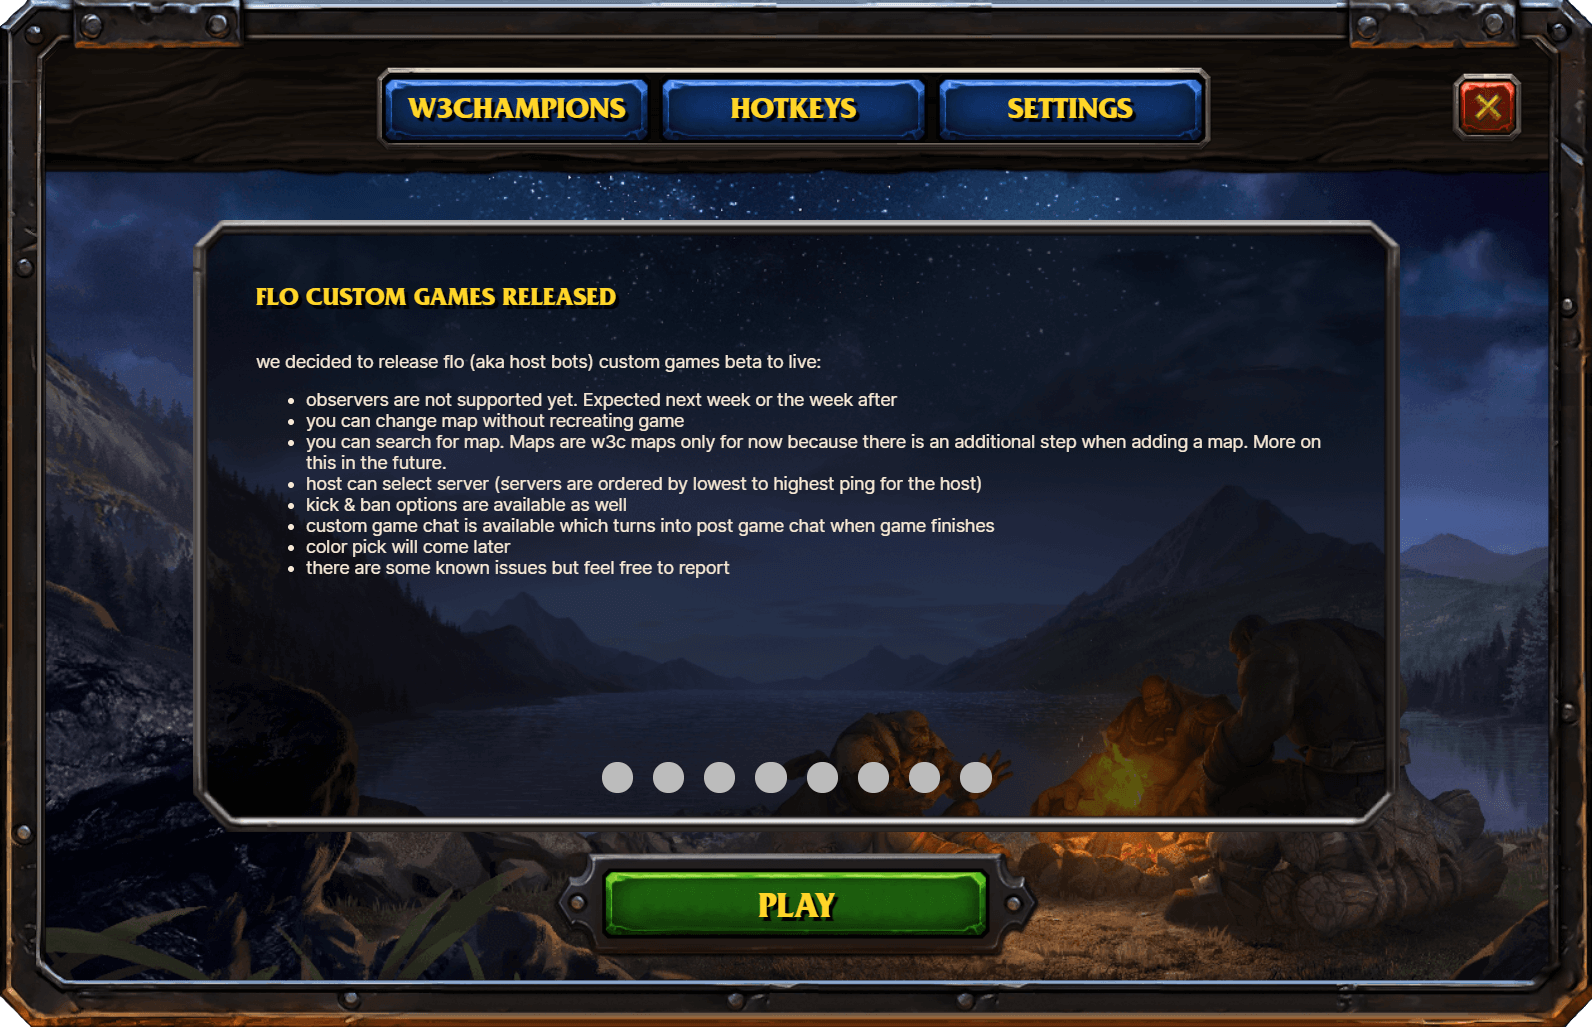 W3CHAMPIONS
HOTKEYS
SETTINGS
FLO CUSTOM GAMES RELEASED
we decided to release flo (aka host bots) custom games beta to live:
• observers are not supported yet. Expected next week or the week after
• you can change map without recreating game
• you can search for map. Maps are w3c maps only for now because there is an additional step when adding a map. More on
this in the future.
• host can select server (servers are ordered by lowest to highest ping for the host)
• kick & ban options are available as well
• custom game chat is available which turns into post game chat when game finishes
• color pick will come later
• there are some known issues but feel free to report
PLAY